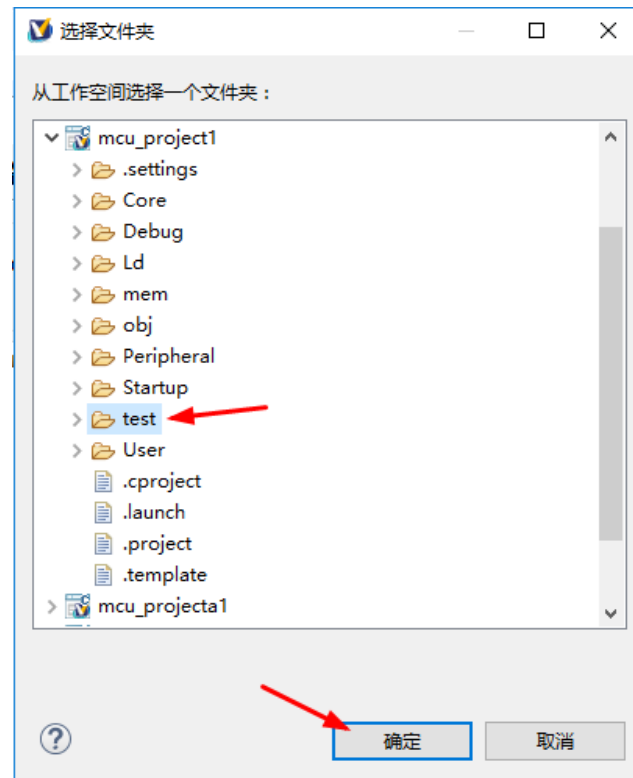 选择文件夹
从工作空间选择一个文件夹：
mcu_project1
.settings
Core
Debug
Ld
mem
obj
Peripheral
Startup
test
User
.cproject
.launch
.project
.template
mcu_projecta1
确定
取消